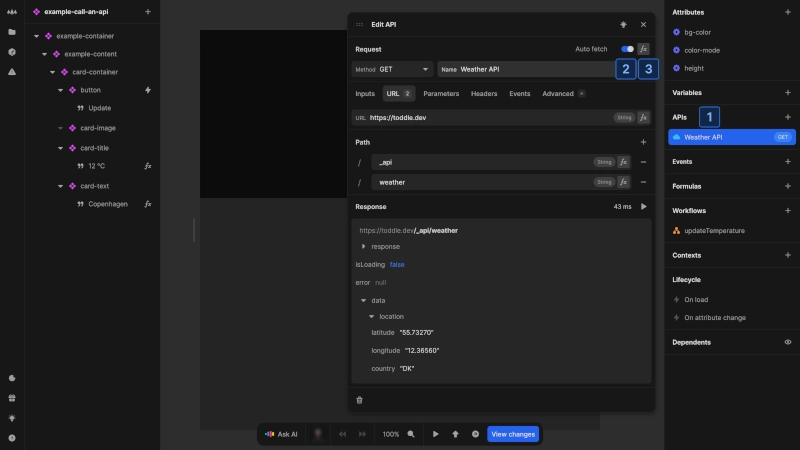 example-call-an-api
example-container
example-content
card-container
button
Update
card-image
card-title
12 °C
card-text
Copenhagen
Edit API
Request
Auto fetch
Method GET
Name Weather API
2 3
Inputs URL 2 Parameters Headers Events Advanced
URL https://toddle.dev String
Path
/ _api String
/ weather String
Response 43 ms
https://toddle.dev/_api/weather
response
isLoading false
error null
data
location
latitude "55.73270"
longitude "12.36560"
country "DK"
Ask AI 100% View changes
Attributes
bg-color
color-mode
height
Variables
APIs 1
Weather API GET
Events
Formulas
Workflows
updateTemperature
Contexts
Lifecycle
On load
On attribute change
Dependents